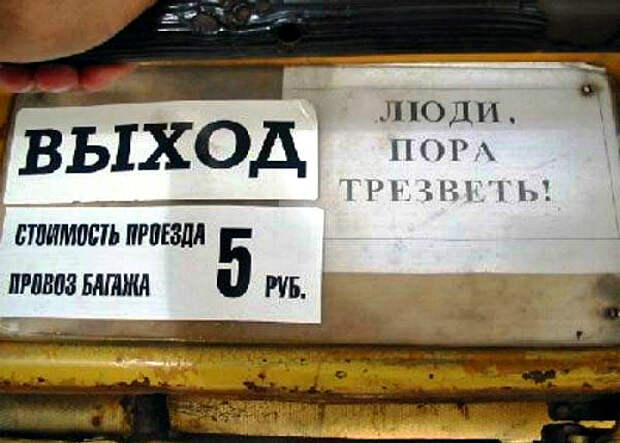 ВЫХОД
СТОИМОСТЬ ПРОЕЗДА
ПРОВОЗ БАГАЖА
5 РУБ.
ЛЮДИ,
ПОРА
ТРЕЗВЕТЬ!